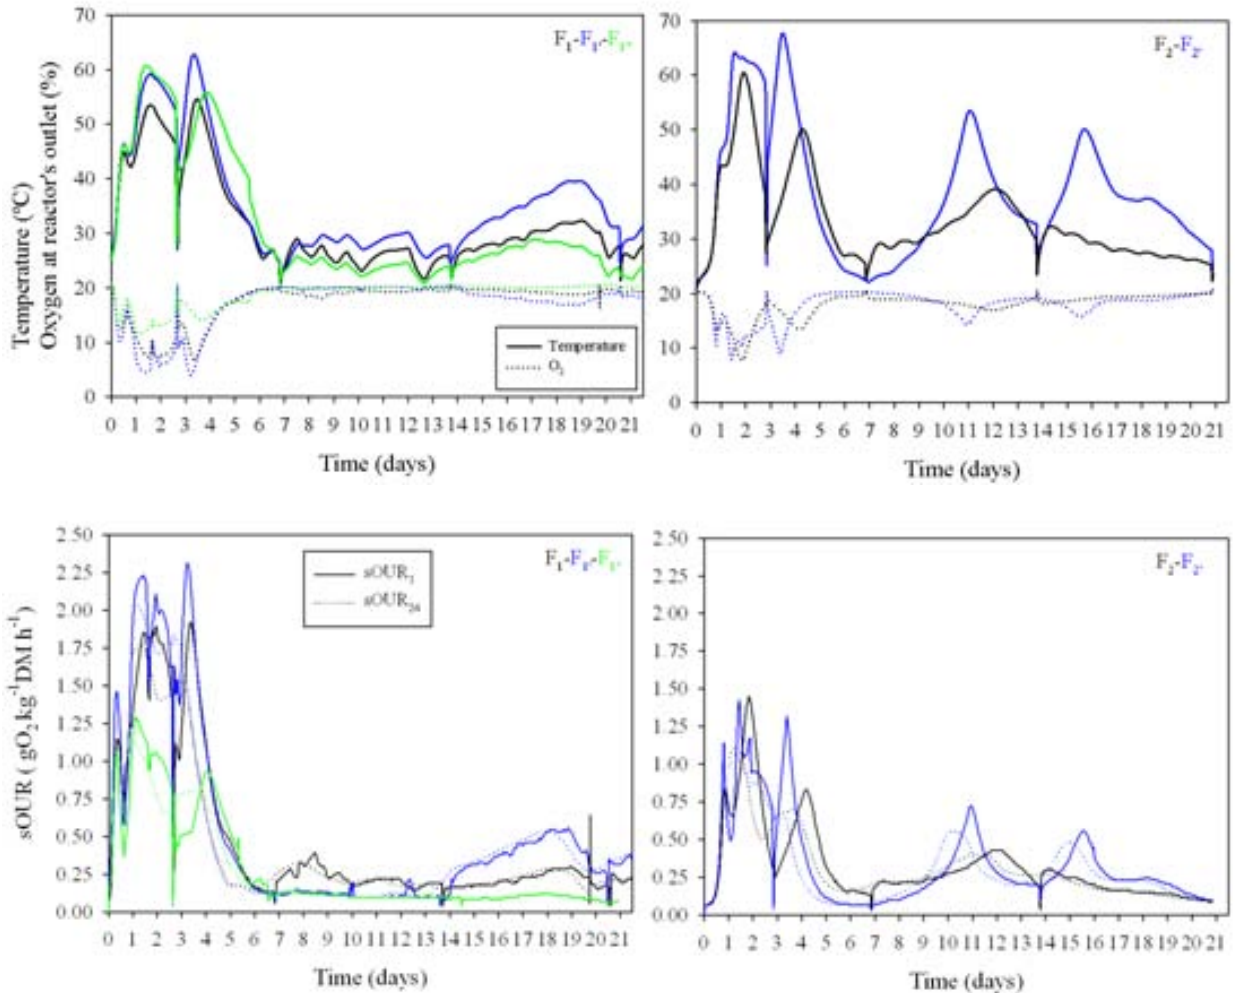 Temperature (ºC)
Oxygen at reactor's outlet (%)
70
60
50
40
30
20
10
0
F1-F1'-F1''
Temperature
O2
0 1 2 3 4 5 6 7 8 9 10 11 12 13 14 15 16 17 18 19 20 21
Time (days)
70
60
50
40
30
20
10
0
F2-F2'
0 1 2 3 4 5 6 7 8 9 10 11 12 13 14 15 16 17 18 19 20 21
Time (days)
sOUR ( gO2 kg-1DM h-1)
2.50
2.25
2.00
1.75
1.50
1.25
1.00
0.75
0.50
0.25
0.00
sOUR1
sOUR24
F1-F1'-F1''
0 1 2 3 4 5 6 7 8 9 10 11 12 13 14 15 16 17 18 19 20 21
Time (days)
2.50
2.25
2.00
1.75
1.50
1.25
1.00
0.75
0.50
0.25
0.00
F2-F2'
0 1 2 3 4 5 6 7 8 9 10 11 12 13 14 15 16 17 18 19 20 21
Time (days)